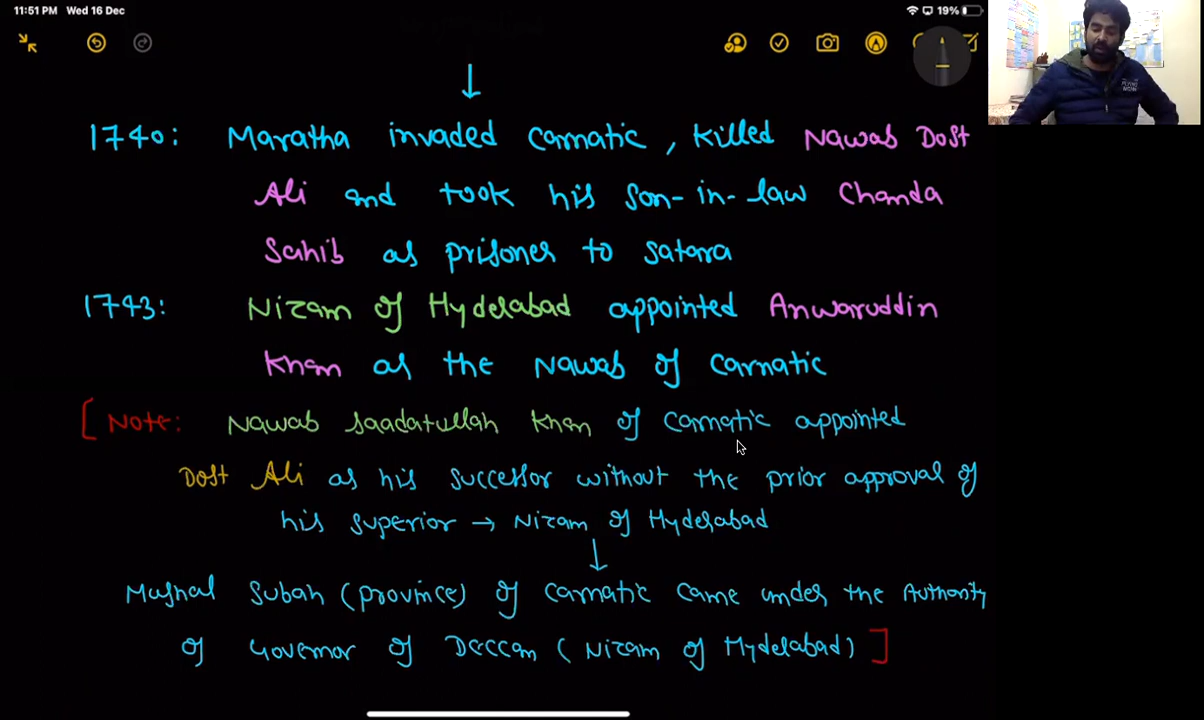 11:51 PM Wed 16 Dec
19%
↓
1740: Maratha invaded Carnatic, Killed Nawab Dost
Ali and took his son-in-law Chanda
Sahib as prisoner to Satara
1743: Nizam of Hyderabad appointed Anwaruddin
Khan as the Nawab of Carnatic
[Note: Nawab Saadatullah Khan of Carnatic appointed
Dost Ali as his successor without the prior approval of
his superior → Nizam of Hyderabad
↓
Mughal Subah (province) of Carnatic came under the Authority
of Governor of Deccan (Nizam of Hyderabad)]